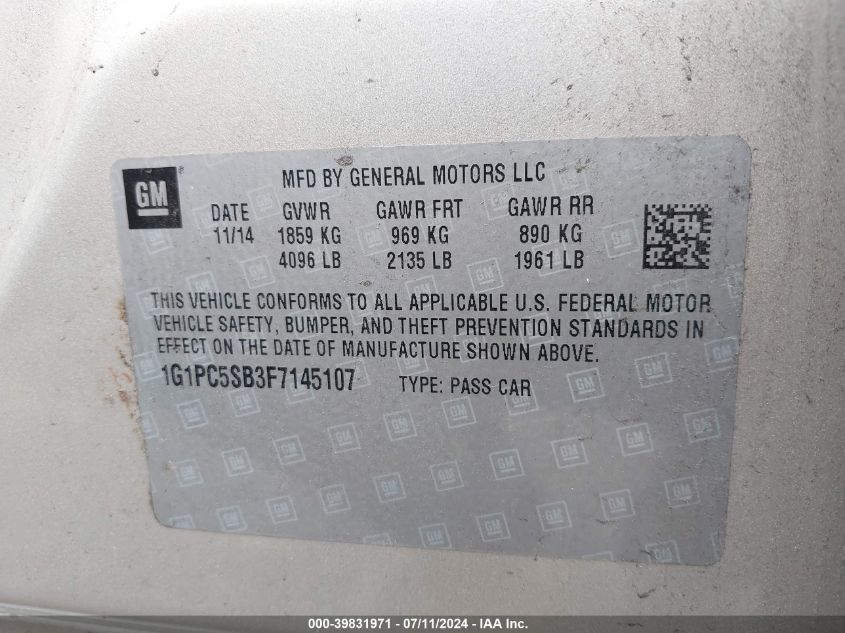 GM
MFD BY GENERAL MOTORS LLC
DATE GVWR GAWR FRT GAWR RR
11/14 1859 KG 969 KG 890 KG
4096 LB 2135 LB 1961 LB
THIS VEHICLE CONFORMS TO ALL APPLICABLE U.S. FEDERAL MOTOR
VEHICLE SAFETY, BUMPER, AND THEFT PREVENTION STANDARDS IN
EFFECT ON THE DATE OF MANUFACTURE SHOWN ABOVE.
1G1PC5SB3F7145107 TYPE: PASS CAR
000-39831971 - 07/11/2024 - IAA Inc.